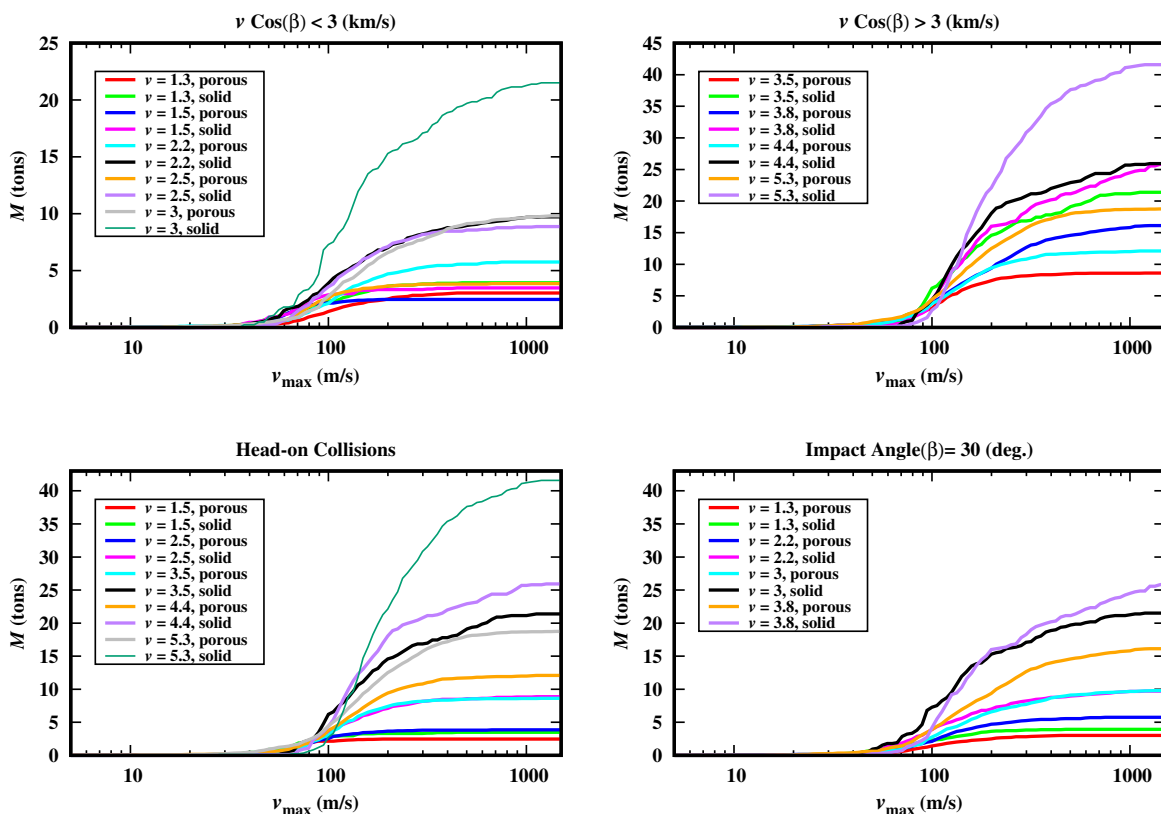 v Cos(β) < 3 (km/s)
25
20
15
10
5
0
M (tons)
v = 1.3, porous
v = 1.3, solid
v = 1.5, porous
v = 1.5, solid
v = 2.2, porous
v = 2.2, solid
v = 2.5, porous
v = 2.5, solid
v = 3, porous
v = 3, solid
10 100 1000
vmax (m/s)
v Cos(β) > 3 (km/s)
45
40
35
30
25
20
15
10
5
0
M (tons)
v = 3.5, porous
v = 3.5, solid
v = 3.8, porous
v = 3.8, solid
v = 4.4, porous
v = 4.4, solid
v = 5.3, porous
v = 5.3, solid
10 100 1000
vmax (m/s)
Head-on Collisions
40
35
30
25
20
15
10
5
0
M (tons)
v = 1.5, porous
v = 1.5, solid
v = 2.5, porous
v = 2.5, solid
v = 3.5, porous
v = 3.5, solid
v = 4.4, porous
v = 4.4, solid
v = 5.3, porous
v = 5.3, solid
10 100 1000
vmax (m/s)
Impact Angle(β)= 30 (deg.)
40
35
30
25
20
15
10
5
0
M (tons)
v = 1.3, porous
v = 1.3, solid
v = 2.2, porous
v = 2.2, solid
v = 3, porous
v = 3, solid
v = 3.8, porous
v = 3.8, solid
10 100 1000
vmax (m/s)